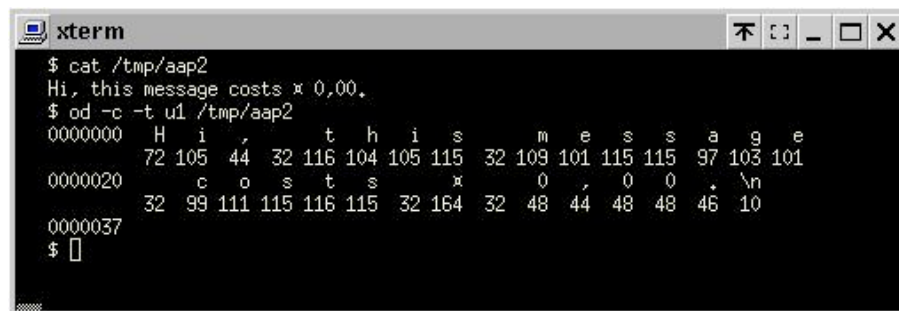 xterm
$ cat /tmp/aap2
Hi, this message costs ¤ 0,00.
$ od -c -t u1 /tmp/aap2
0000000 H i , t h i s m e s s a g e
72 105 44 32 116 104 105 115 32 109 101 115 115 97 103 101
0000020 c o s t s ¤ 0 , 0 0 . \n
32 99 111 115 116 115 32 164 32 48 44 48 48 46 10
0000037
$